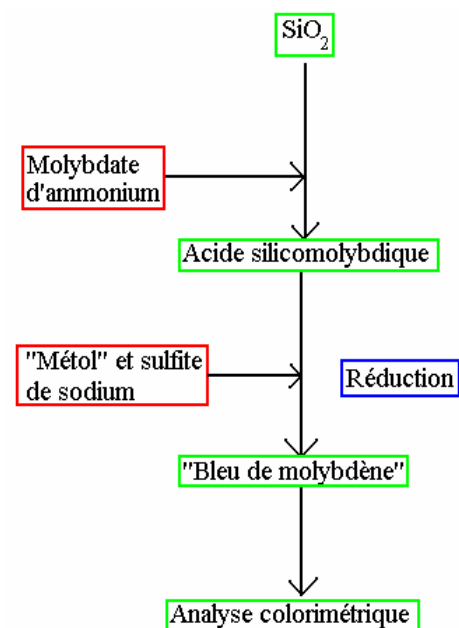 SiO2
Molybdate
d'ammonium
Acide silicomolybdique
"Métol" et sulfite
de sodium
Réduction
"Bleu de molybdène"
Analyse colorimétrique